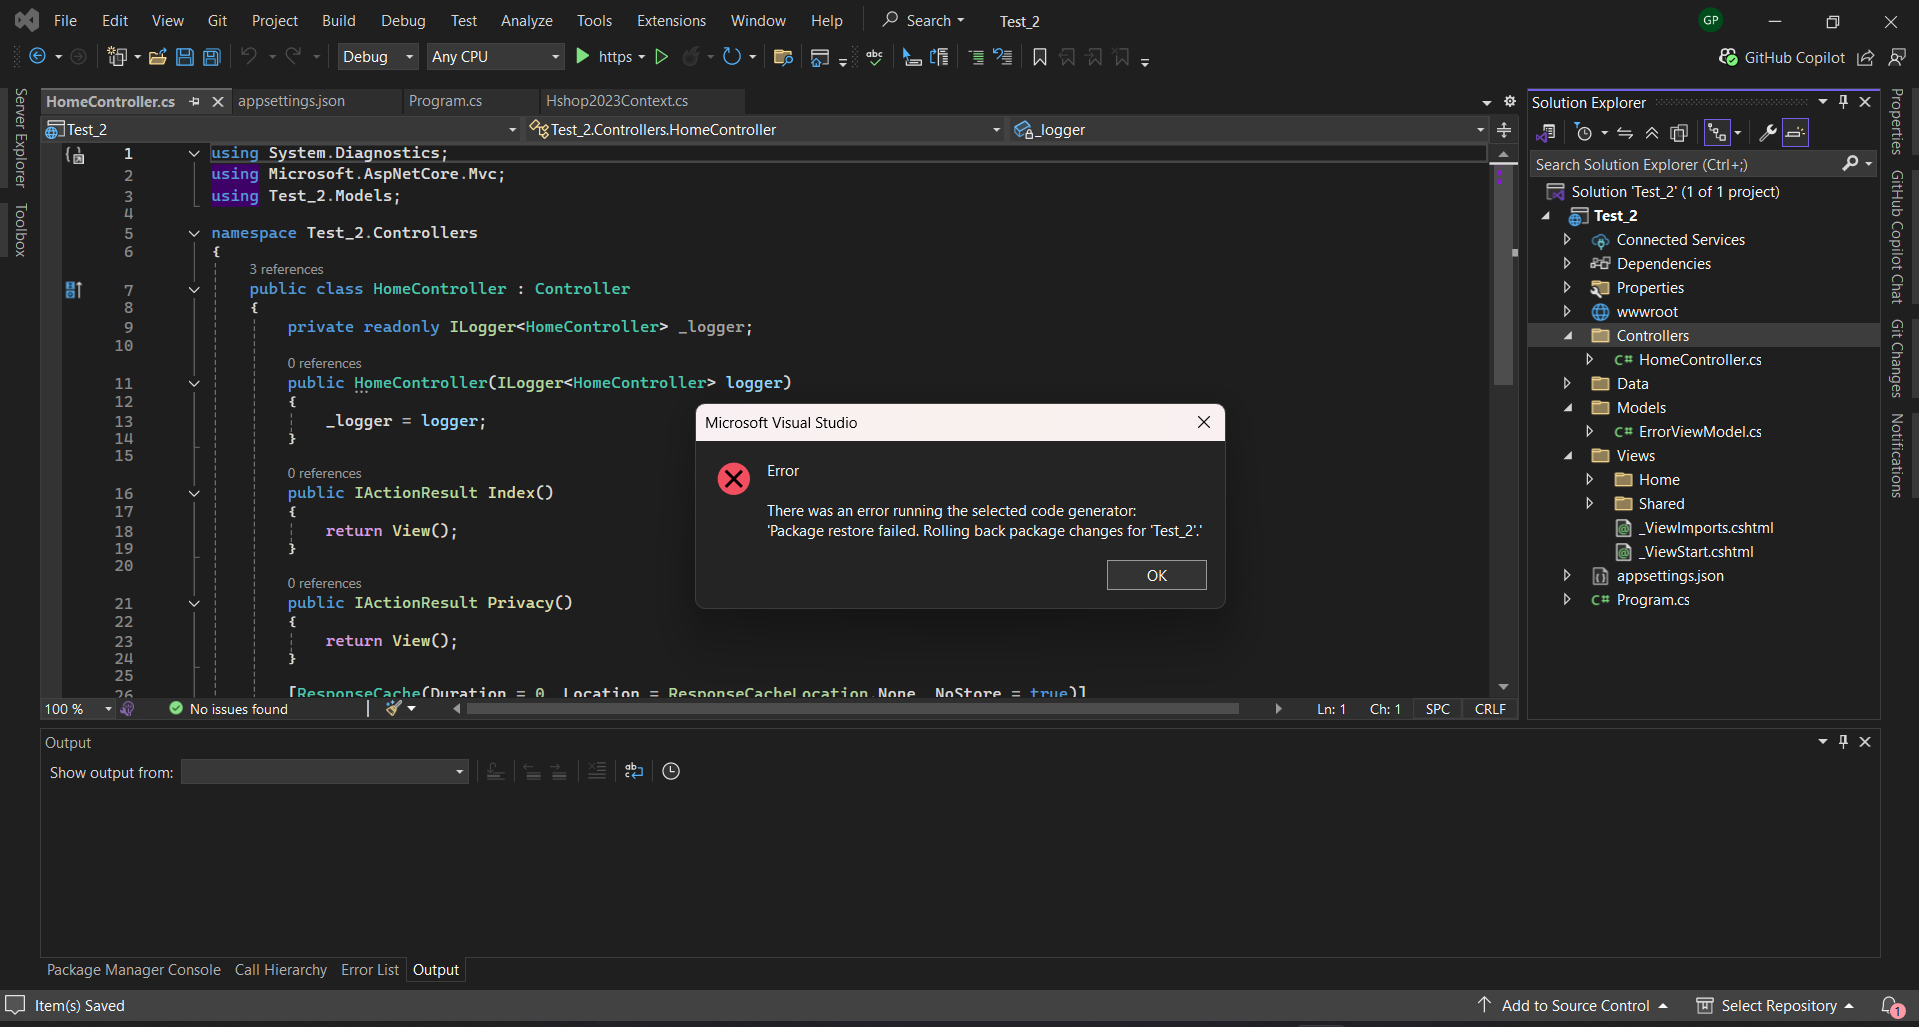 File Edit View Git Project Build Debug Test Analyze Tools Extensions Window Help Search Test_2 GP
Debug Any CPU https GitHub Copilot
HomeController.cs appsettings.json Program.cs Hshop2023Context.cs
Test_2 Test_2.Controllers.HomeController _logger
Server Explorer
Toolbox
1 using System.Diagnostics;
2 using Microsoft.AspNetCore.Mvc;
3 using Test_2.Models;
4
5 namespace Test_2.Controllers
6 {
3 references
7 public class HomeController : Controller
8 {
9 private readonly ILogger<HomeController> _logger;
10
0 references
11 public HomeController(ILogger<HomeController> logger)
12 {
13 _logger = logger;
14 }
15
0 references
16 public IActionResult Index()
17 {
18 return View();
19 }
20
0 references
21 public IActionResult Privacy()
22 {
23 return View();
24 }
25
26 [ResponseCache(Duration = 0, Location = ResponseCacheLocation.None, NoStore = true)]
100 % No issues found Ln: 1 Ch: 1 SPC CRLF
Microsoft Visual Studio
Error
There was an error running the selected code generator:
'Package restore failed. Rolling back package changes for 'Test_2'.'
OK
Solution Explorer
Search Solution Explorer (Ctrl+;)
Solution 'Test_2' (1 of 1 project)
Test_2
Connected Services
Dependencies
Properties
wwwroot
Controllers
C# HomeController.cs
Data
Models
C# ErrorViewModel.cs
Views
Home
Shared
_ViewImports.cshtml
_ViewStart.cshtml
appsettings.json
C# Program.cs
Properties
GitHub Copilot Chat
Git Changes
Notifications
Output
Show output from:
Package Manager Console Call Hierarchy Error List Output
Item(s) Saved Add to Source Control Select Repository 1